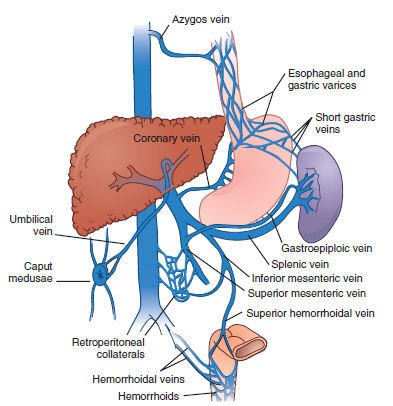 Azygos vein
Esophageal and
gastric varices
Short gastric
veins
Coronary vein
Umbilical
vein
Caput
medusae
Gastroepiploic vein
Splenic vein
Inferior mesenteric vein
Superior mesenteric vein
Superior hemorrhoidal vein
Retroperitoneal
collaterals
Hemorrhoidal veins
Hemorrhoids